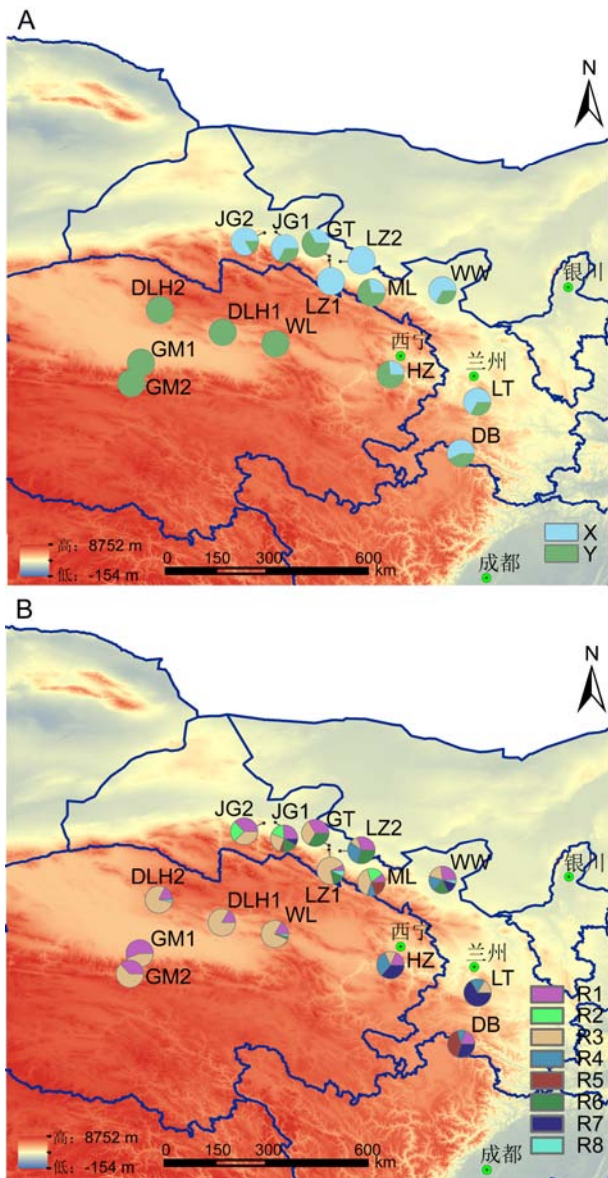 A
N
JG2 JG1 GT LZ2
DLH2 LZ1 ML WW 银川
DLH1 WL 西宁
GM1 HZ 兰州
GM2 LT
DB
高：8752 m
低：-154 m
0 150 300 600
km
成都
X
Y
B
N
JG2 JG1 GT LZ2
DLH2 LZ1 ML WW 银川
DLH1 WL 西宁
GM1 HZ 兰州
GM2 LT
DB
R1
R2
R3
R4
R5
R6
R7
R8
高：8752 m
低：-154 m
0 150 300 600
km
成都